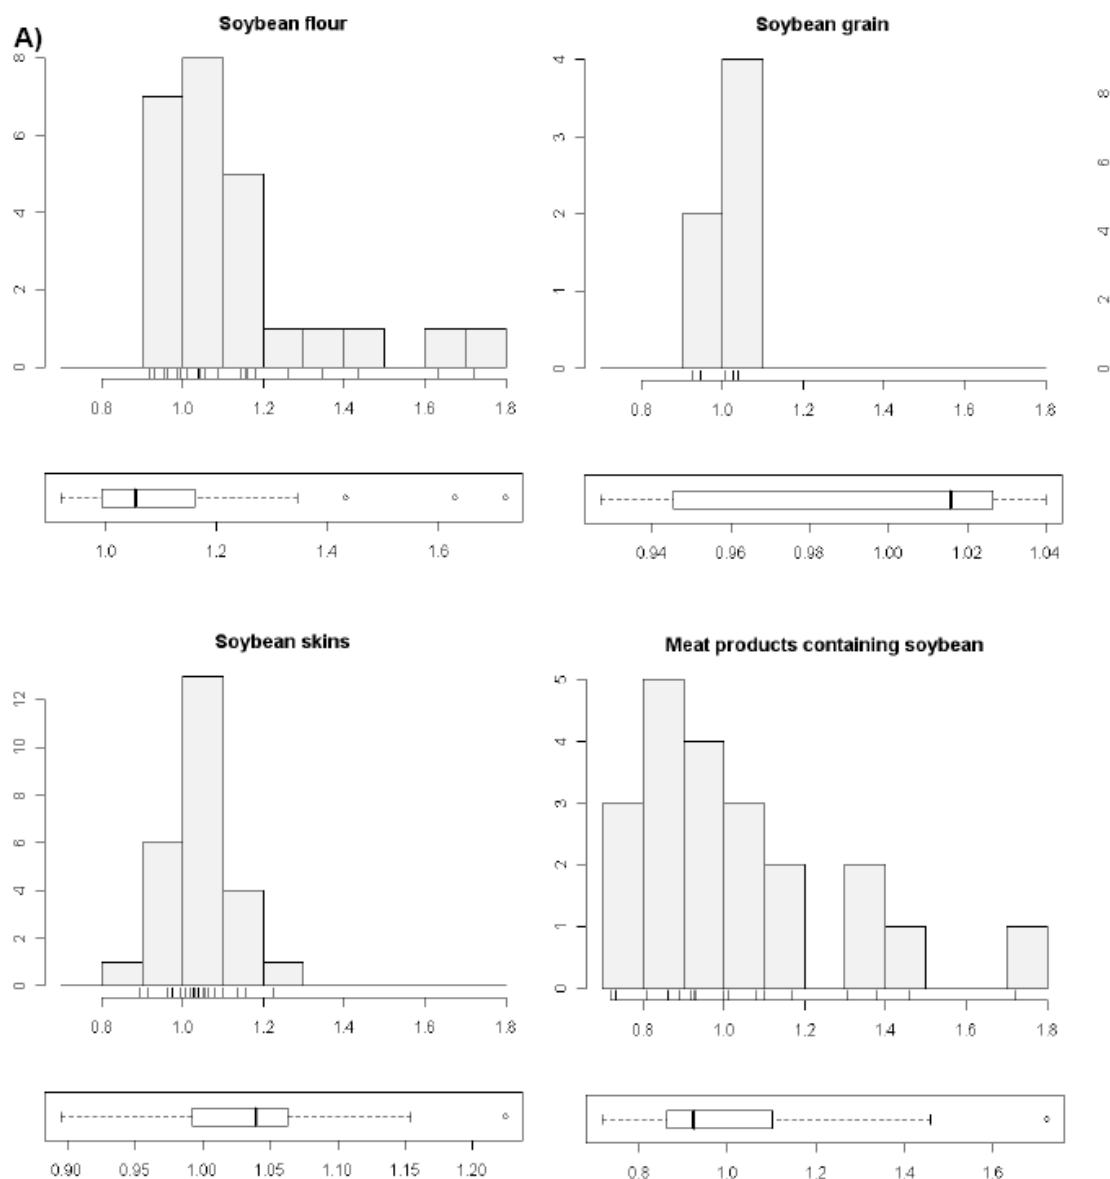 A)
Soybean flour
8
6
4
2
0
0.8 1.0 1.2 1.4 1.6 1.8
1.0 1.2 1.4 1.6
Soybean grain
4
3
2
1
0
0.8 1.0 1.2 1.4 1.6 1.8
0.94 0.96 0.98 1.00 1.02 1.04
8
6
4
2
0
Soybean skins
12
10
8
6
4
2
0
0.8 1.0 1.2 1.4 1.6 1.8
0.90 0.95 1.00 1.05 1.10 1.15 1.20
Meat products containing soybean
5
4
3
2
1
0
0.8 1.0 1.2 1.4 1.6 1.8
0.8 1.0 1.2 1.4 1.6